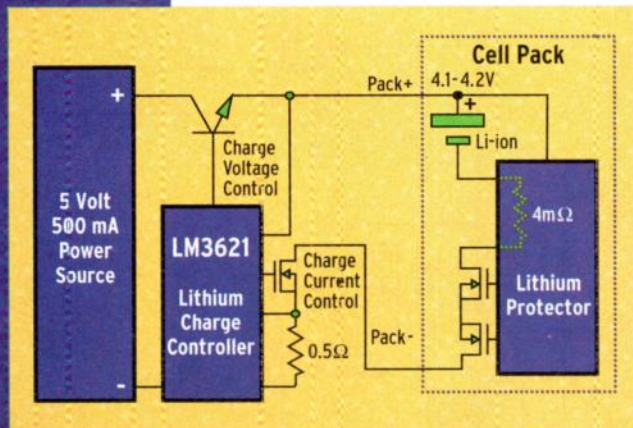 Cell Pack
+
Pack+
4.1-4.2V
+
Li-ion
Charge
Voltage
Control
5 Volt
500 mA
Power
Source
LM3621
Lithium
Charge
Controller
Charge
Current
Control
4mΩ
Lithium
Protector
0.5Ω
Pack-
-